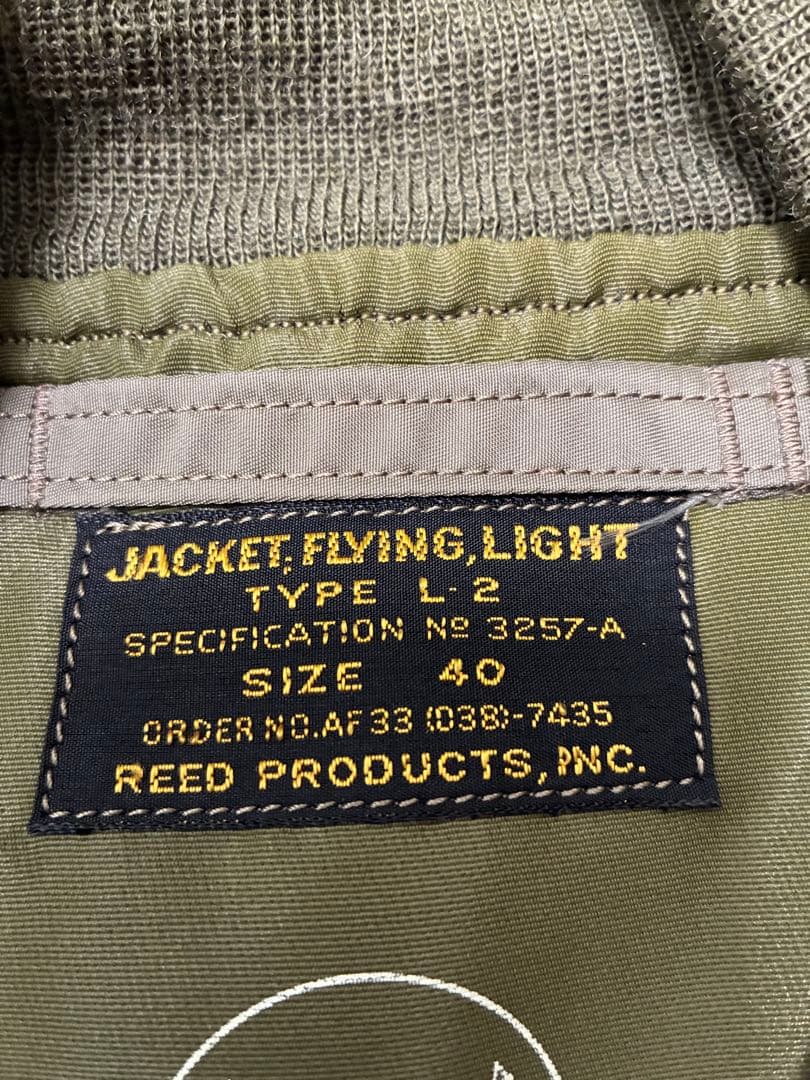 JACKET, FLYING, LIGHT
TYPE L-2
SPECIFICATION No 3257-A
SIZE 40
ORDER NO. AF 33 (038)-7435
REED PRODUCTS, INC.